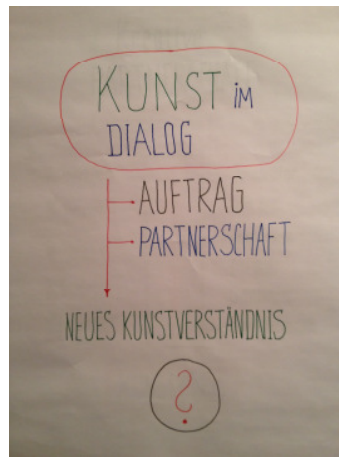 KUNST iM
DIALOG
AUFTRAG
PARTNERSCHAFT
NEUES KUNSTVERSTÄNDNIS
?